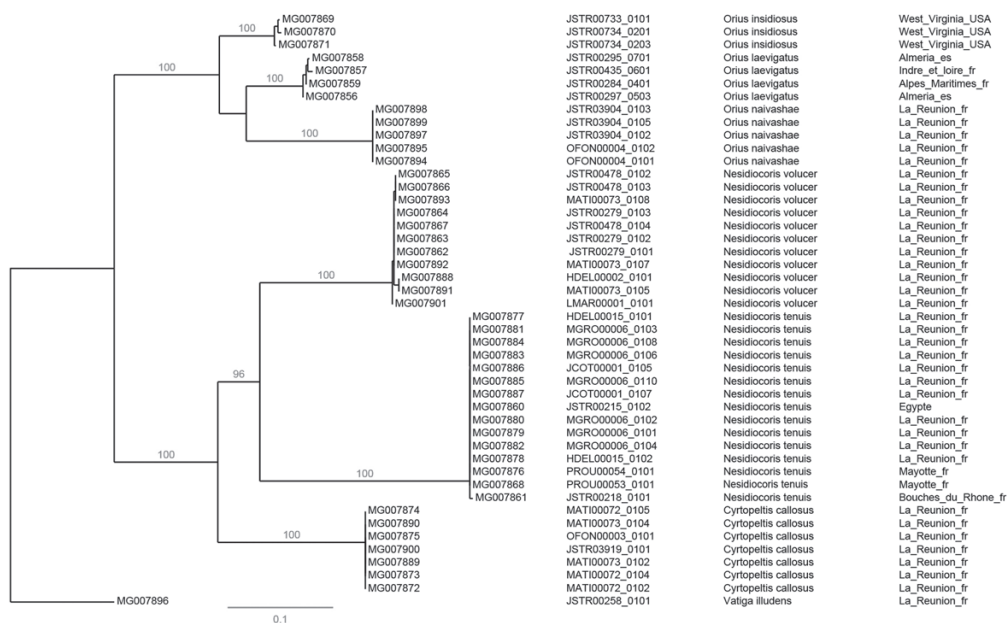 MG007869 JSTR00733_0101 Orius insidiosus West_Virginia_USA
MG007870 JSTR00734_0201 Orius insidiosus West_Virginia_USA
100
MG007871 JSTR00734_0203 Orius insidiosus West_Virginia_USA
MG007858 JSTR00295_0701 Orius laevigatus Almeria_es
100
MG007857 JSTR00435_0601 Orius laevigatus Indre_et_loire_fr
100
MG007859 JSTR00284_0401 Orius laevigatus Alpes_Maritimes_fr
MG007856 JSTR00297_0503 Orius laevigatus Almeria_es
MG007898 JSTR03904_0103 Orius naivashae La_Reunion_fr
MG007899 JSTR03904_0105 Orius naivashae La_Reunion_fr
100
MG007897 JSTR03904_0102 Orius naivashae La_Reunion_fr
MG007895 OFON00004_0102 Orius naivashae La_Reunion_fr
MG007894 OFON00004_0101 Orius naivashae La_Reunion_fr
MG007865 JSTR00478_0102 Nesidiocoris volucer La_Reunion_fr
MG007866 JSTR00478_0103 Nesidiocoris volucer La_Reunion_fr
MG007893 MATI00073_0108 Nesidiocoris volucer La_Reunion_fr
MG007864 JSTR00279_0103 Nesidiocoris volucer La_Reunion_fr
MG007867 JSTR00478_0104 Nesidiocoris volucer La_Reunion_fr
MG007863 JSTR00279_0102 Nesidiocoris volucer La_Reunion_fr
MG007862 JSTR00279_0101 Nesidiocoris volucer La_Reunion_fr
MG007892 MATI00073_0107 Nesidiocoris volucer La_Reunion_fr
100
MG007888 HDEL00002_0101 Nesidiocoris volucer La_Reunion_fr
MG007891 MATI00073_0105 Nesidiocoris volucer La_Reunion_fr
MG007901 LMAR00001_0101 Nesidiocoris volucer La_Reunion_fr
MG007877 HDEL00015_0101 Nesidiocoris tenuis La_Reunion_fr
MG007881 MGRO00006_0103 Nesidiocoris tenuis La_Reunion_fr
MG007884 MGRO00006_0108 Nesidiocoris tenuis La_Reunion_fr
MG007883 MGRO00006_0106 Nesidiocoris tenuis La_Reunion_fr
96
MG007886 JCOT00001_0105 Nesidiocoris tenuis La_Reunion_fr
MG007885 MGRO00006_0110 Nesidiocoris tenuis La_Reunion_fr
MG007887 JCOT00001_0107 Nesidiocoris tenuis La_Reunion_fr
MG007860 JSTR00215_0102 Nesidiocoris tenuis Egypte
MG007880 MGRO00006_0102 Nesidiocoris tenuis La_Reunion_fr
MG007879 MGRO00006_0101 Nesidiocoris tenuis La_Reunion_fr
MG007882 MGRO00006_0104 Nesidiocoris tenuis La_Reunion_fr
100
MG007878 HDEL00015_0102 Nesidiocoris tenuis La_Reunion_fr
100
MG007876 PROU00054_0101 Nesidiocoris tenuis Mayotte_fr
MG007868 PROU00053_0101 Nesidiocoris tenuis Mayotte_fr
MG007861 JSTR00218_0101 Nesidiocoris tenuis Bouches_du_Rhone_fr
MG007874 MATI00072_0105 Cyrtopeltis callosus La_Reunion_fr
MG007890 MATI00073_0104 Cyrtopeltis callosus La_Reunion_fr
100
MG007875 OFON00003_0101 Cyrtopeltis callosus La_Reunion_fr
MG007900 JSTR03919_0101 Cyrtopeltis callosus La_Reunion_fr
MG007889 MATI00073_0102 Cyrtopeltis callosus La_Reunion_fr
MG007873 MATI00072_0104 Cyrtopeltis callosus La_Reunion_fr
MG007872 MATI00072_0102 Cyrtopeltis callosus La_Reunion_fr
MG007896 JSTR00258_0101 Vatiga illudens La_Reunion_fr
0.1